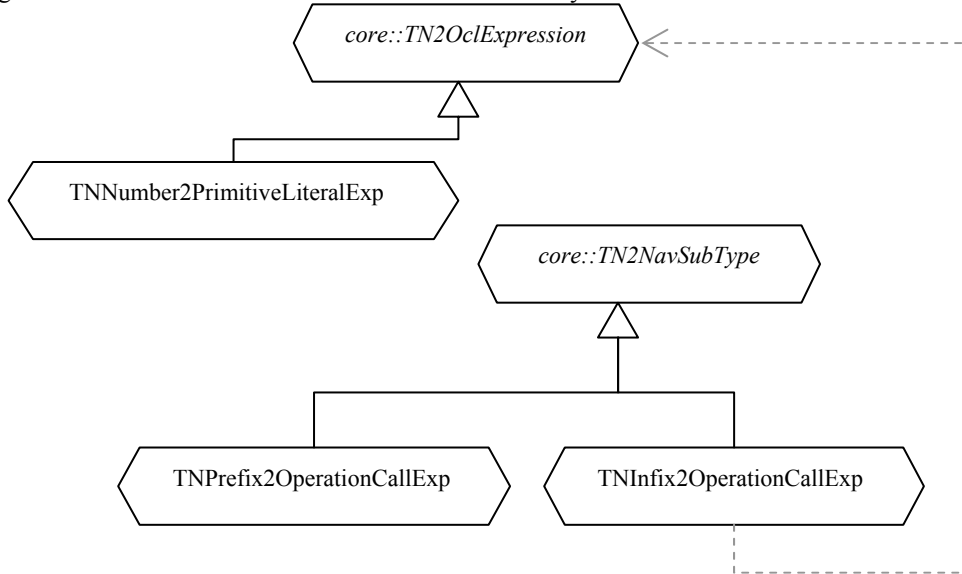 core::TN2OclExpression
TNNumber2PrimitiveLiteralExp
core::TN2NavSubType
TNPrefix2OperationCallExp
TNInfix2OperationCallExp